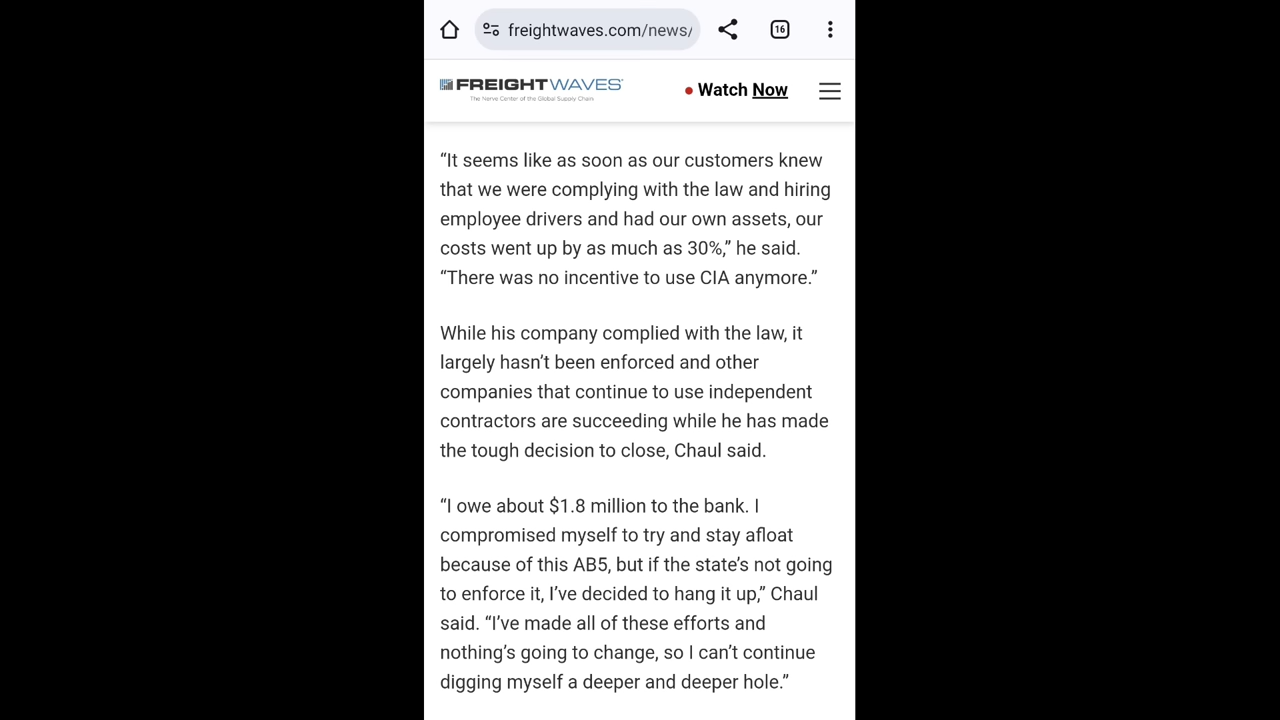 freightwaves.com/news/
16
FREIGHTWAVES
The Nerve Center of the Global Supply Chain
Watch Now
“It seems like as soon as our customers knew
that we were complying with the law and hiring
employee drivers and had our own assets, our
costs went up by as much as 30%,” he said.
“There was no incentive to use CIA anymore.”
While his company complied with the law, it
largely hasn’t been enforced and other
companies that continue to use independent
contractors are succeeding while he has made
the tough decision to close, Chaul said.
“I owe about $1.8 million to the bank. I
compromised myself to try and stay afloat
because of this AB5, but if the state’s not going
to enforce it, I’ve decided to hang it up,” Chaul
said. “I’ve made all of these efforts and
nothing’s going to change, so I can’t continue
digging myself a deeper and deeper hole.”